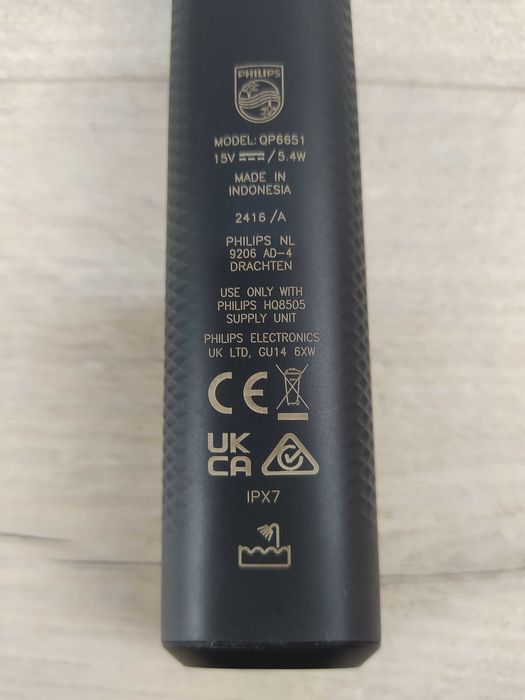 PHILIPS
MODEL: QP6651
15V ⎓ / 5.4W
MADE IN
INDONESIA
2416 /A
PHILIPS NL
9206 AD-4
DRACHTEN
USE ONLY WITH
PHILIPS HQ8505
SUPPLY UNIT
PHILIPS ELECTRONICS
UK LTD, GU14 6XW
CE
UK
CA
IPX7